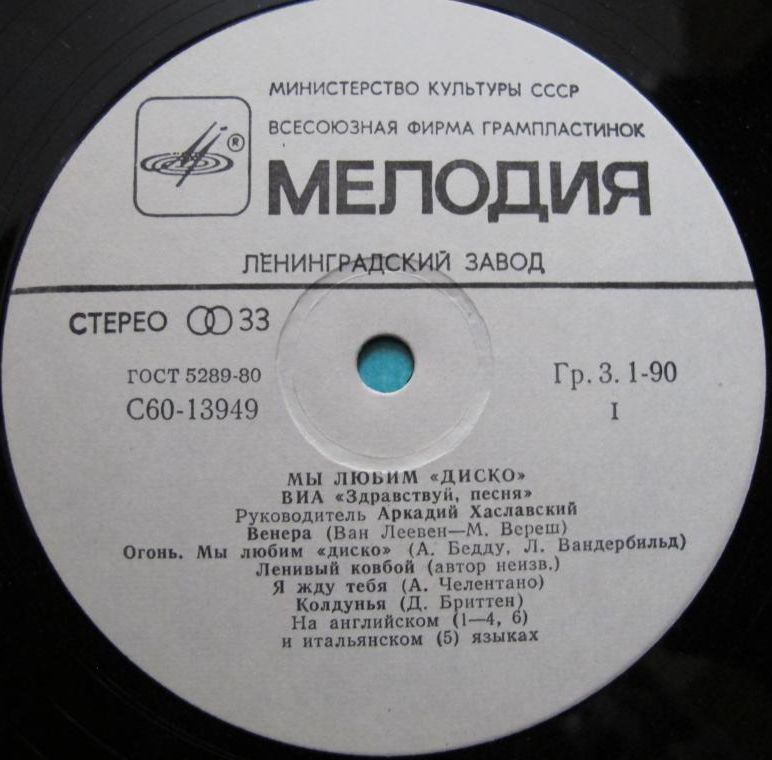 МИНИСТЕРСТВО КУЛЬТУРЫ СССР
ВСЕСОЮЗНАЯ ФИРМА ГРАМПЛАСТИНОК
®
МЕЛОДИЯ
ЛЕНИНГРАДСКИЙ ЗАВОД
СТЕРЕО 33
ГОСТ 5289-80
С60-13949
Гр. 3. 1-90
I
МЫ ЛЮБИМ «ДИСКО»
ВИА «Здравствуй, песня»
Руководитель Аркадий Хаславский
Венера (Ван Леевен—М. Вереш)
Огонь. Мы любим «диско» (А. Бедду, Л. Вандербильд)
Ленивый ковбой (автор неизв.)
Я жду тебя (А. Челентано)
Колдунья (Д. Бриттен)
На английском (1—4, 6)
и итальянском (5) языках